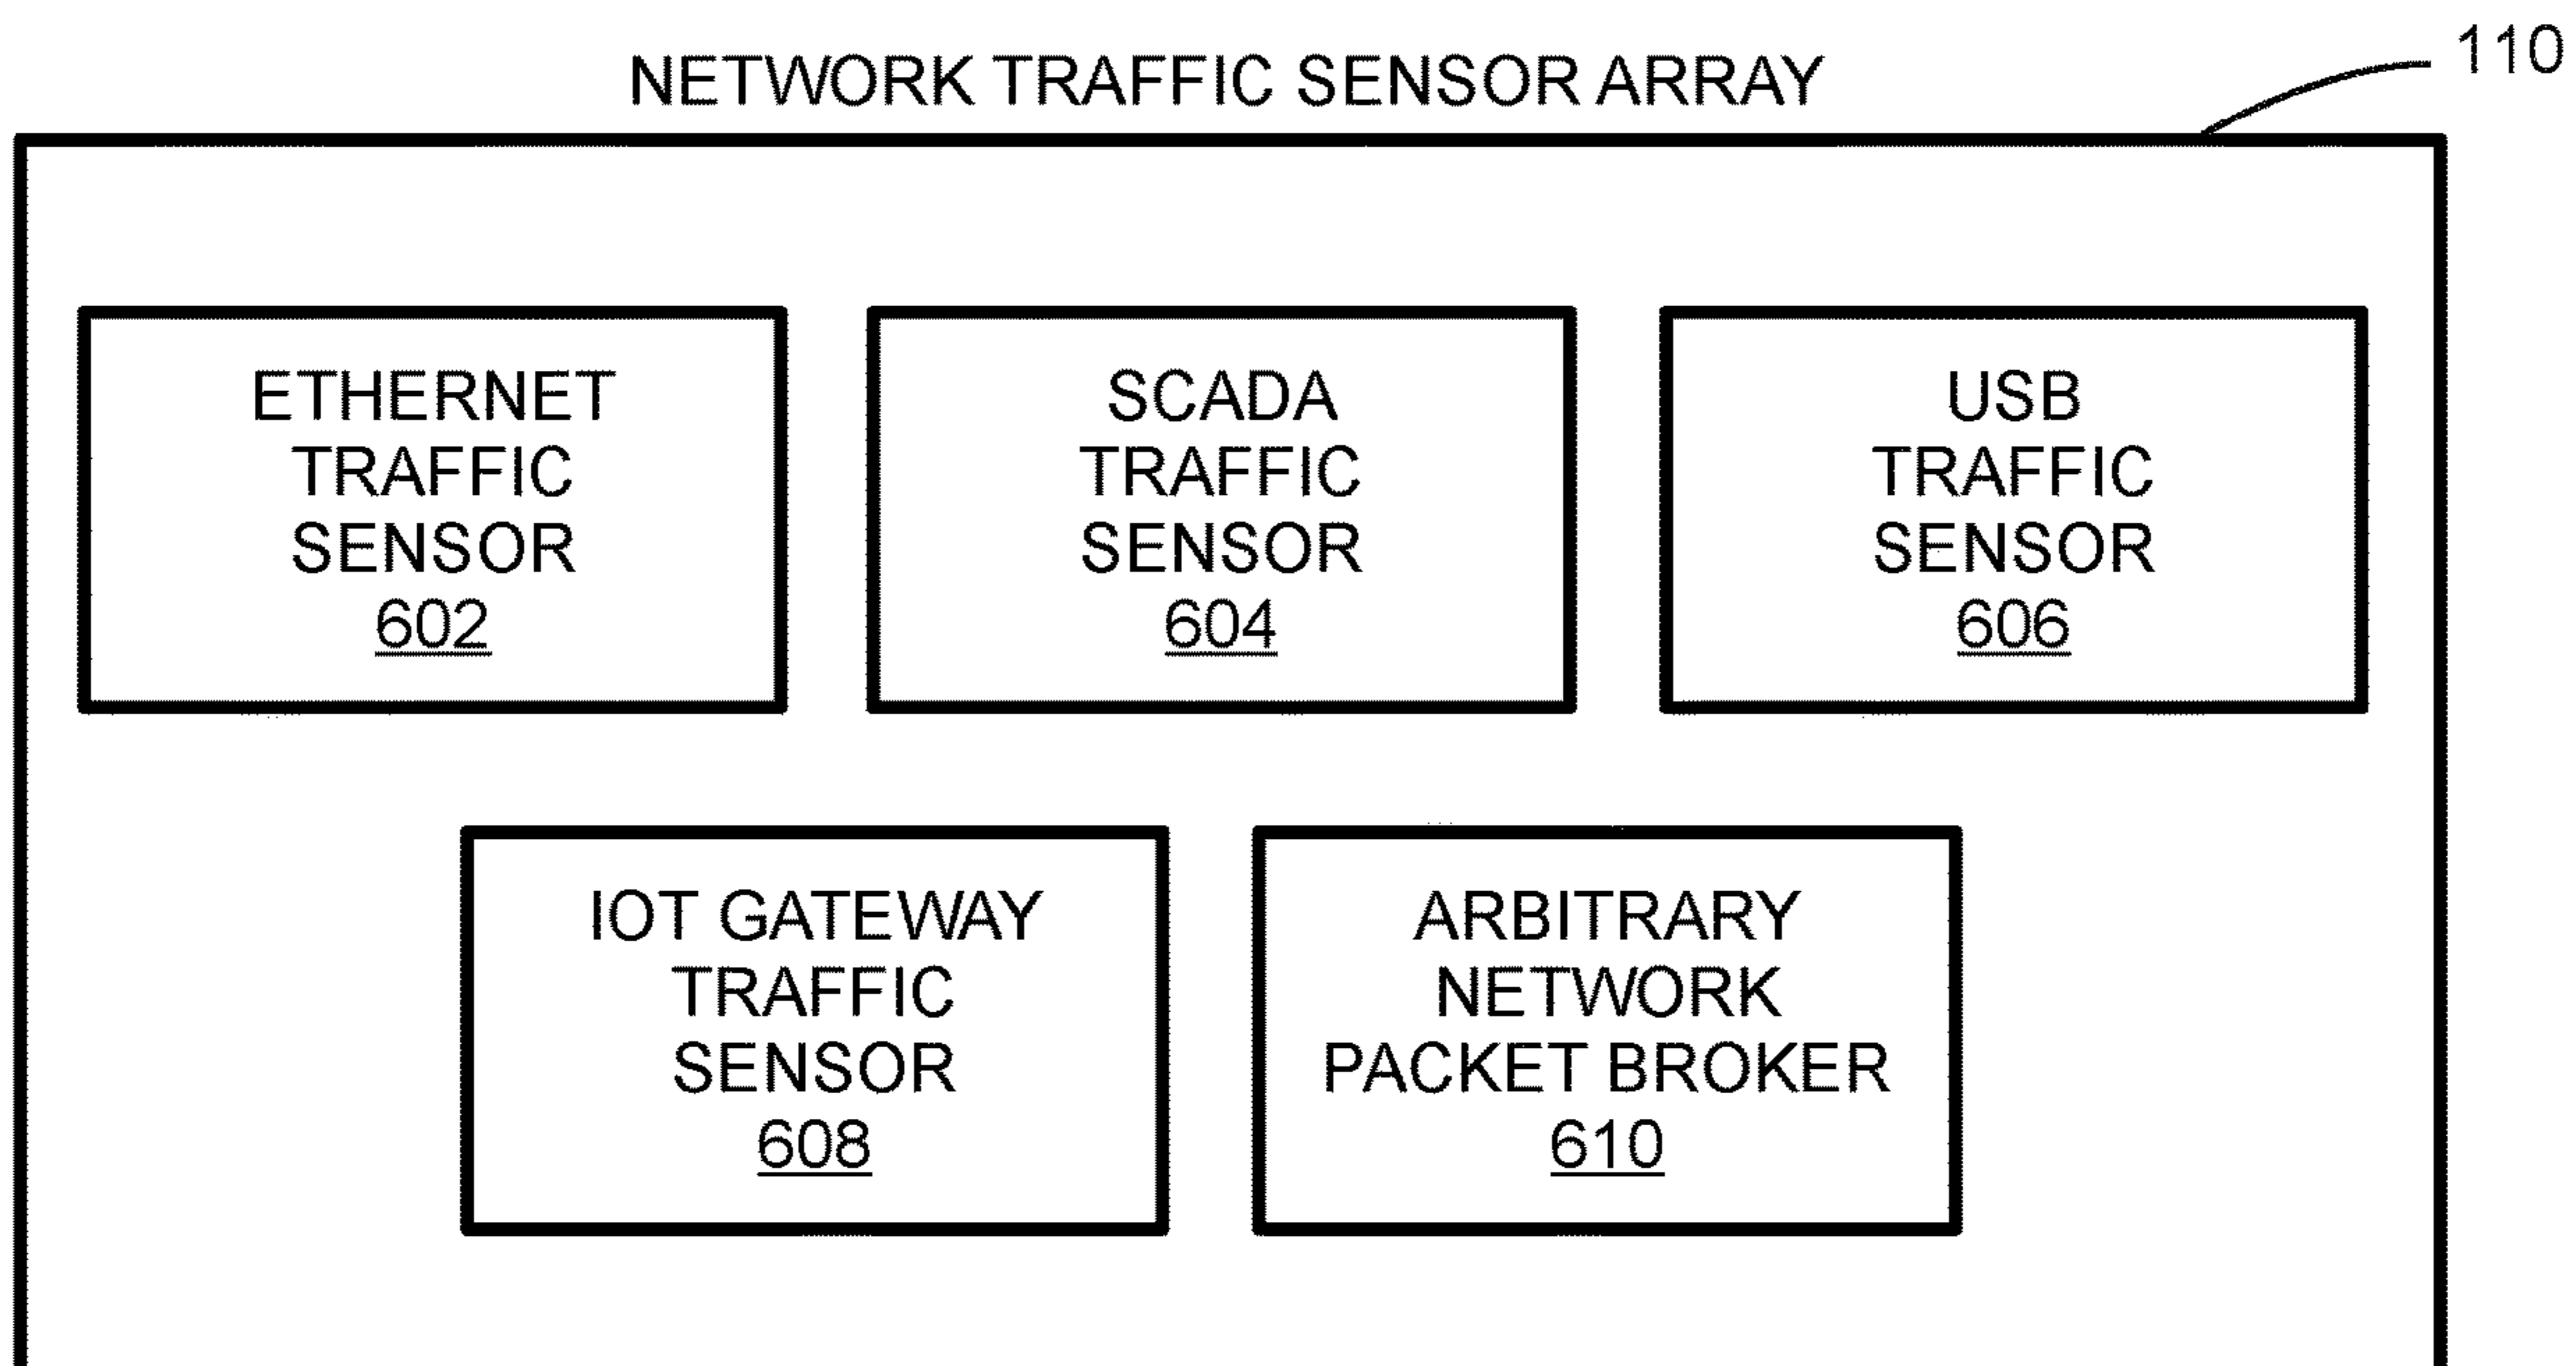 110
NETWORK TRAFFIC SENSOR ARRAY
ETHERNET
TRAFFIC
SENSOR
602
SCADA
TRAFFIC
SENSOR
604
USB
TRAFFIC
SENSOR
606
IOT GATEWAY
TRAFFIC
SENSOR
608
ARBITRARY
NETWORK
PACKET BROKER
610